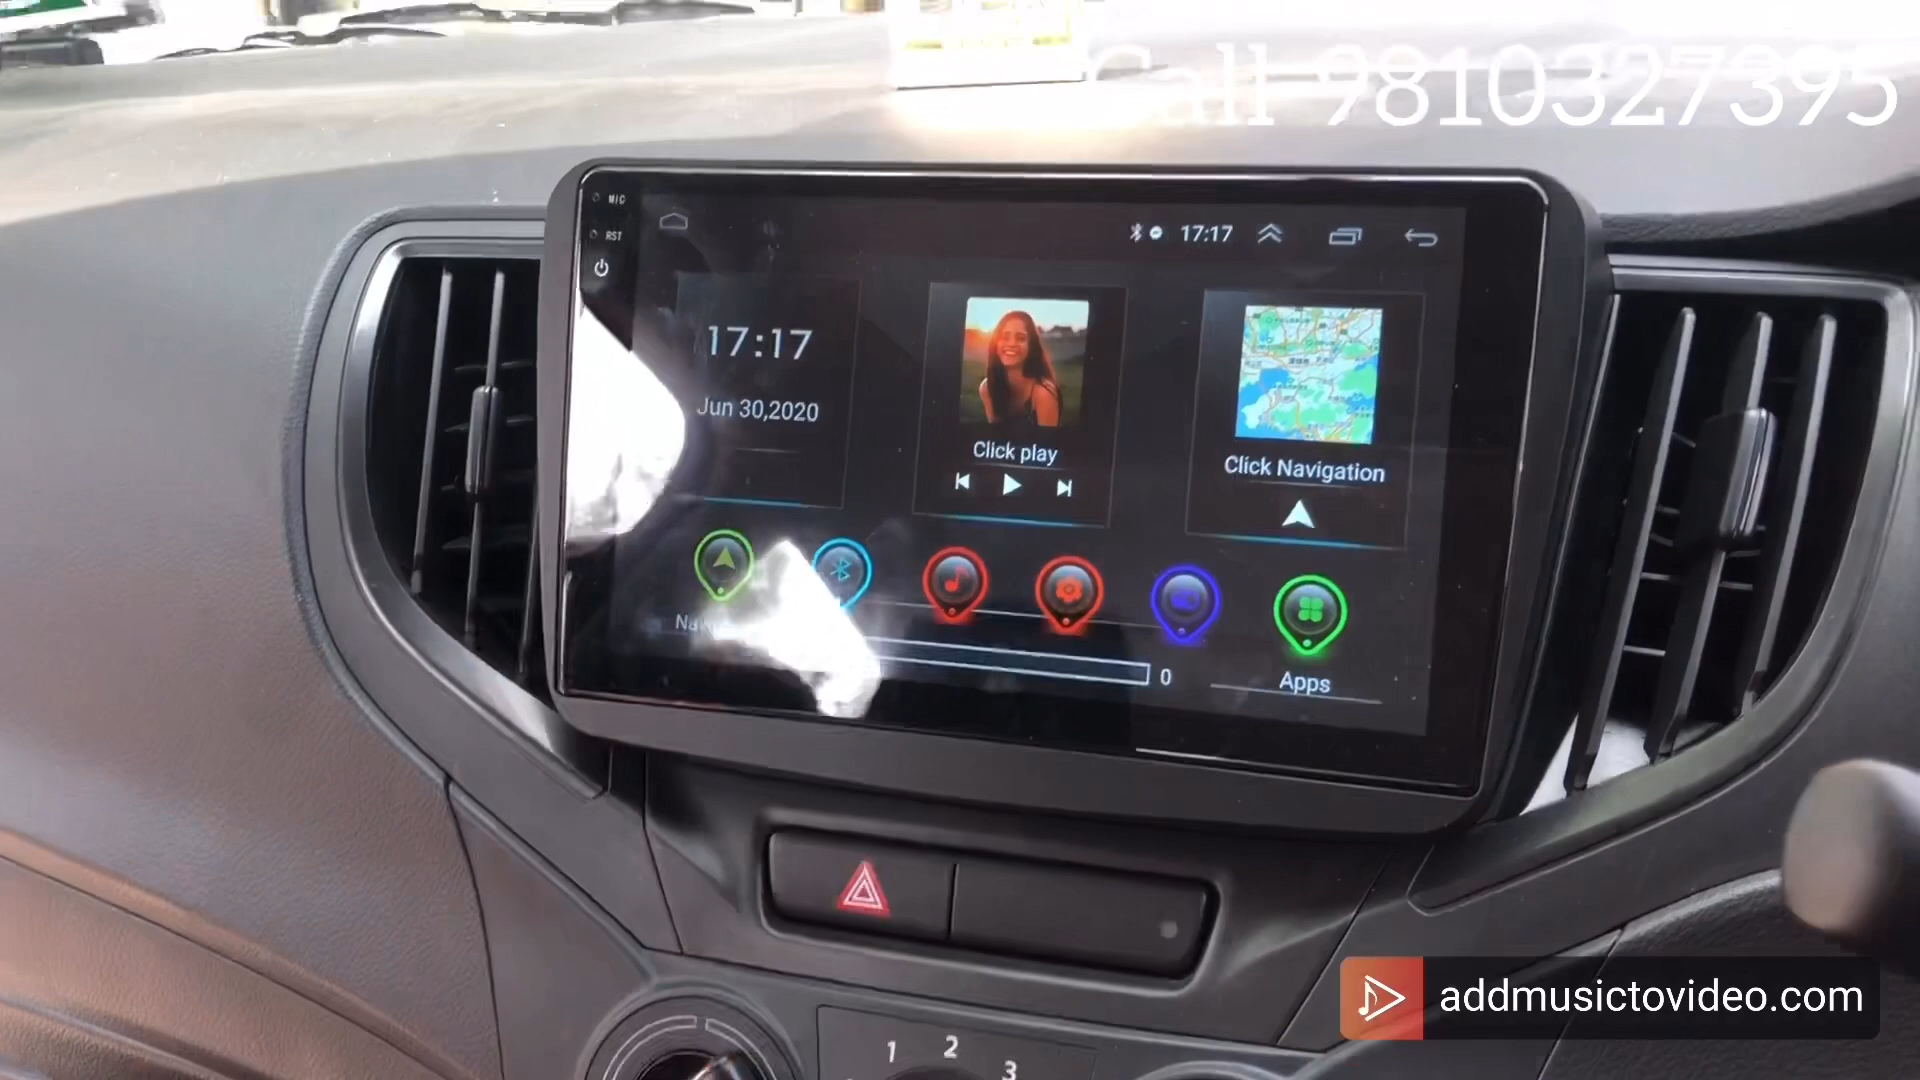 Call 9810327395
MIC
RST
17:17
17:17
Jun 30,2020
Click play
Click Navigation
0
Apps
1
2
3
addmusictovideo.com